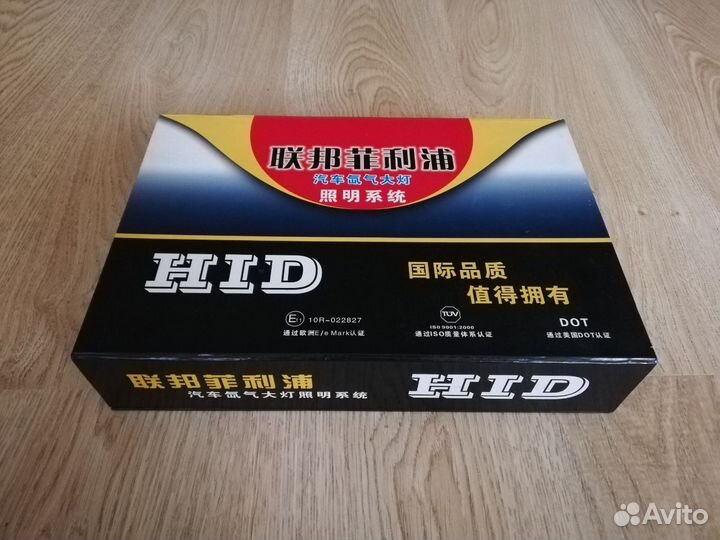 联邦菲利浦
汽车氙气大灯
照明系统
HID
国际品质
值得拥有
E11 10R-022827
通过欧洲E/e Mark认证
TUV
ISO 9001:2000
通过ISO质量体系认证
DOT
通过美国DOT认证
联邦菲利浦
汽车氙气大灯照明系统
HID
Avito